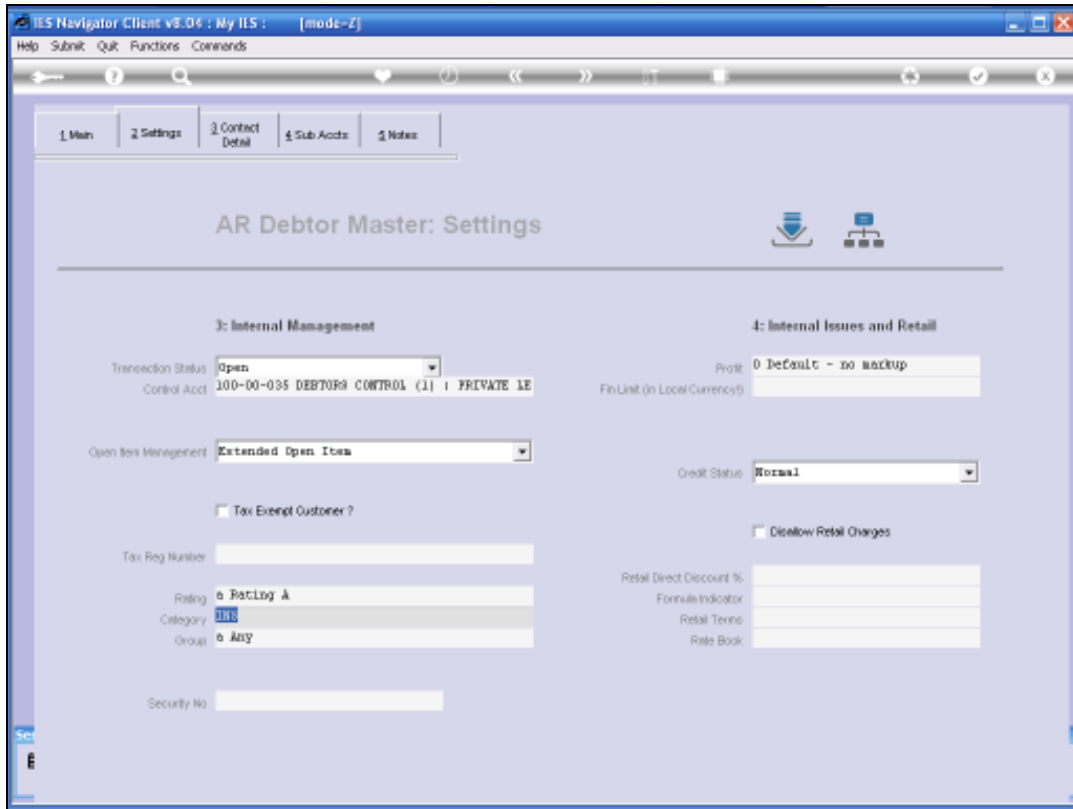 IES Navigator Client v8.04 : My IES : [mode=Z]
Help Submit Quit Functions Commands
1 Main
2 Settings
3 Contact Detail
4 Sub Accts
5 Notes
AR Debtor Master: Settings
3: Internal Management
Transaction Status Open
Control Acct 100-00-035 DEBTORS CONTROL (1) : PRIVATE LE
Open Item Management Extended Open Item
Tax Exempt Customer ?
Tax Reg Number
Rating a Rating A
Category INS
Group a Any
Security No
4: Internal Issues and Retail
Profit 0 Default - no markup
Fin Limit (in Local Currency!)
Credit Status Normal
Disallow Retail Charges
Retail Direct Discount %
Formula Indicator
Retail Terms
Rate Book